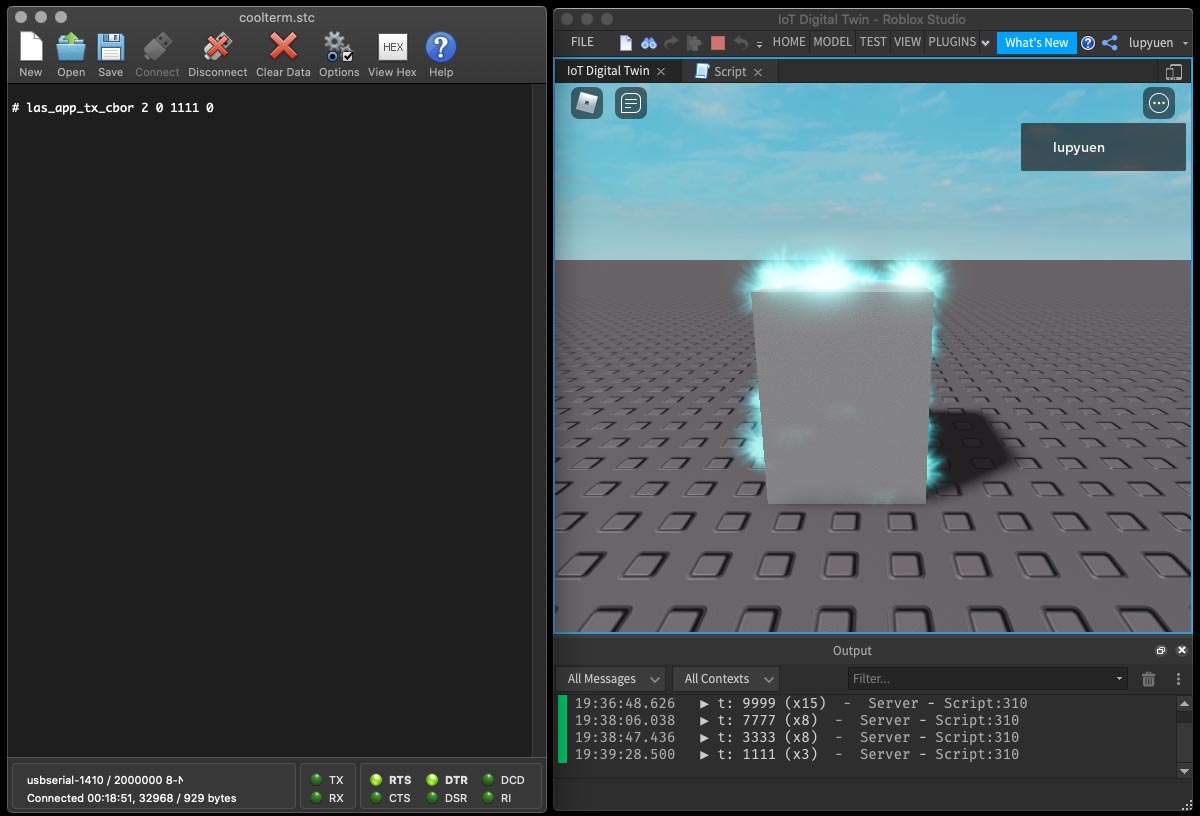 coolterm.stc
New Open Save Connect Disconnect Clear Data Options HEX View Hex ? Help
# las_app_tx_cbor 2 0 1111 0
usbserial-1410 / 2000000 8-N
Connected 00:18:51, 32968 / 929 bytes
TX RTS DTR DCD
RX CTS DSR RI
IoT Digital Twin - Roblox Studio
FILE HOME MODEL TEST VIEW PLUGINS What's New ? lupyuen
IoT Digital Twin × Script ×
lupyuen
Output
All Messages All Contexts Filter...
19:36:48.626 ▶ t: 9999 (x15) - Server - Script:310
19:38:06.038 ▶ t: 7777 (x8) - Server - Script:310
19:38:47.436 ▶ t: 3333 (x8) - Server - Script:310
19:39:28.500 ▶ t: 1111 (x3) - Server - Script:310